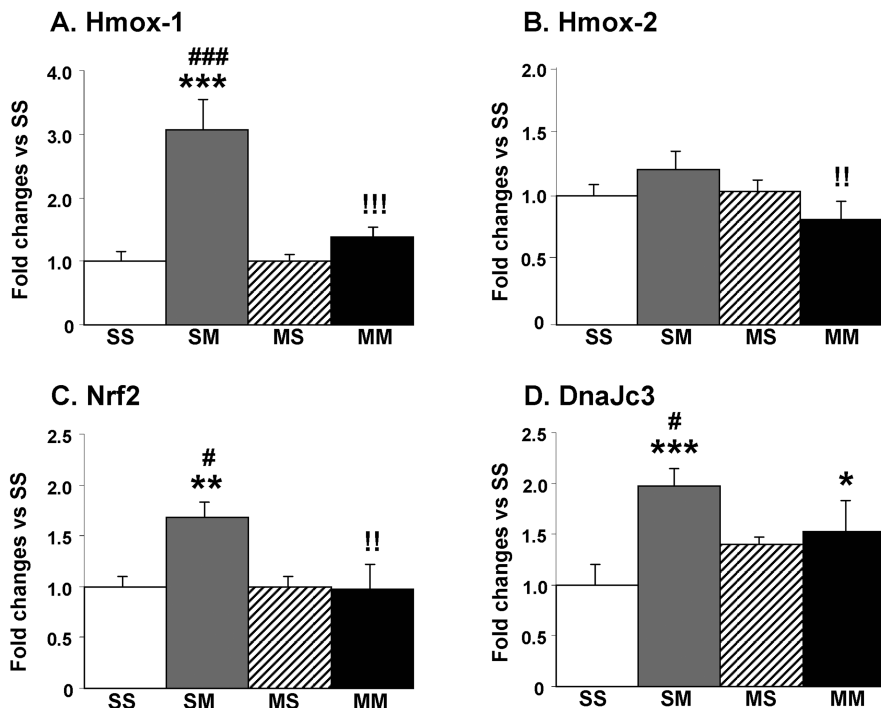 A. Hmox-1
Fold changes vs SS
4.0
3.0
2.0
1.0
0
###
***
!!!
SS SM MS MM
B. Hmox-2
Fold changes vs SS
2.0
1.5
1.0
0.5
0
!!
SS SM MS MM
C. Nrf2
Fold changes vs SS
2.5
2.0
1.5
1.0
0.5
0
#
**
!!
SS SM MS MM
D. DnaJc3
Fold changes vs SS
2.5
2.0
1.5
1.0
0.5
0
#
***
*
SS SM MS MM